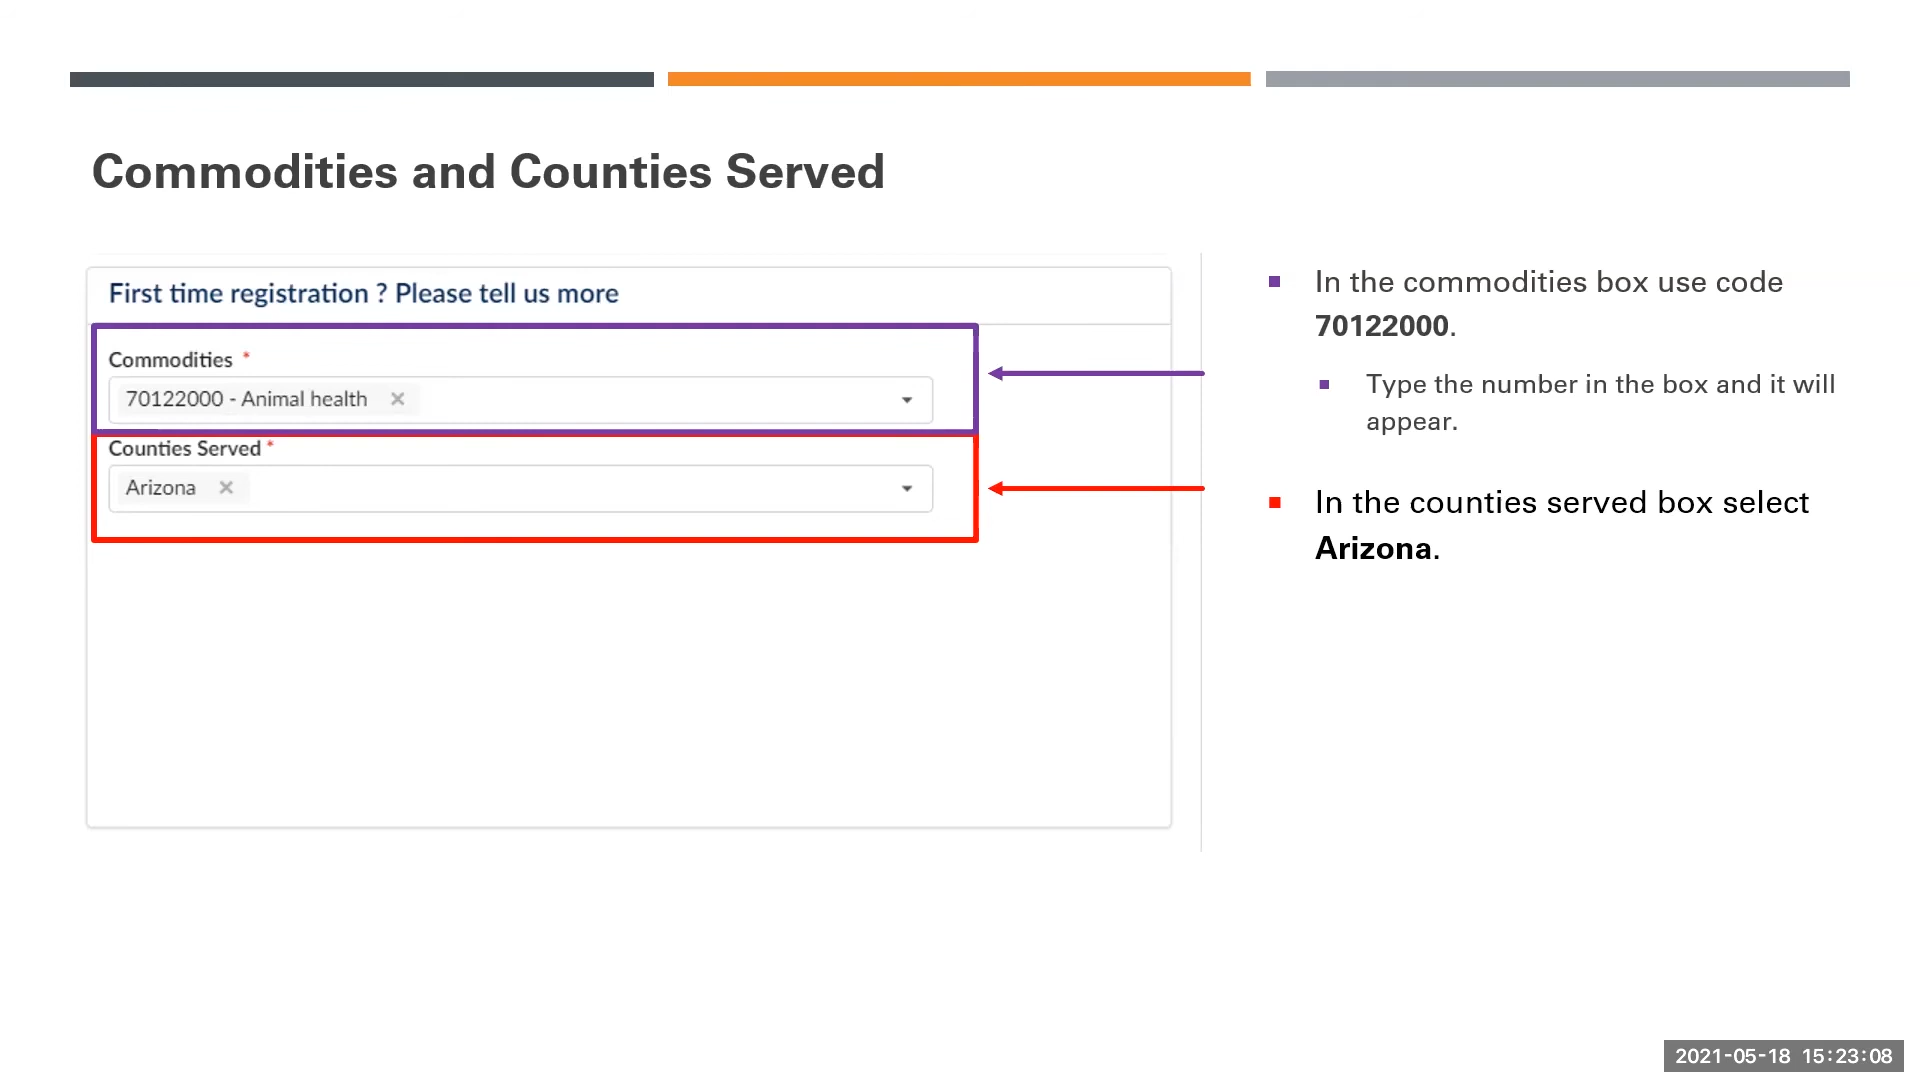 Commodities and Counties Served
First time registration ? Please tell us more
Commodities *
70122000 - Animal health ✕
Counties Served *
Arizona ✕
In the commodities box use code
70122000.
Type the number in the box and it will
appear.
In the counties served box select
Arizona.
2021-05-18 15:23:08